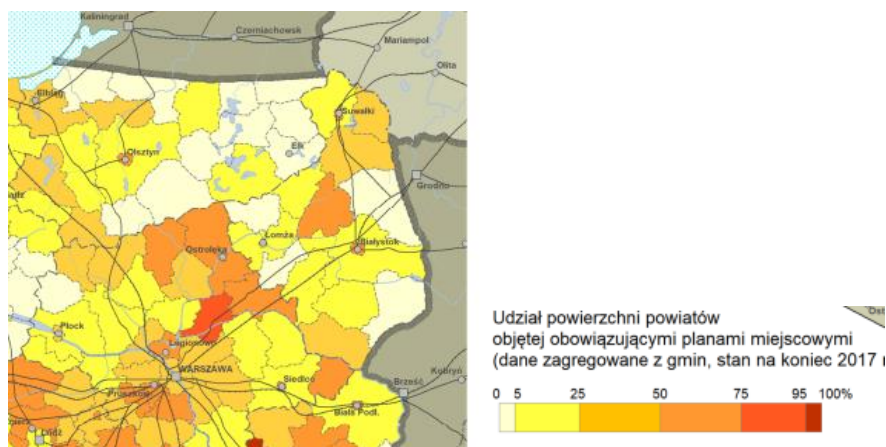 Kaliningrad
Czerniachowsk
Mariampol
Olita
Elbląg
Suwałki
Olsztyn
Ełk
Grodno
Łomża
Białystok
Ostrołęka
Płock
Legionowo
WARSZAWA
Pruszków
Siedlce
Biała Podl.
Brześć
Kobryń
Łódź
Udział powierzchni powiatów
objętej obowiązującymi planami miejscowymi
(dane zagregowane z gmin, stan na koniec 2017 r
0 5 25 50 75 95 100%